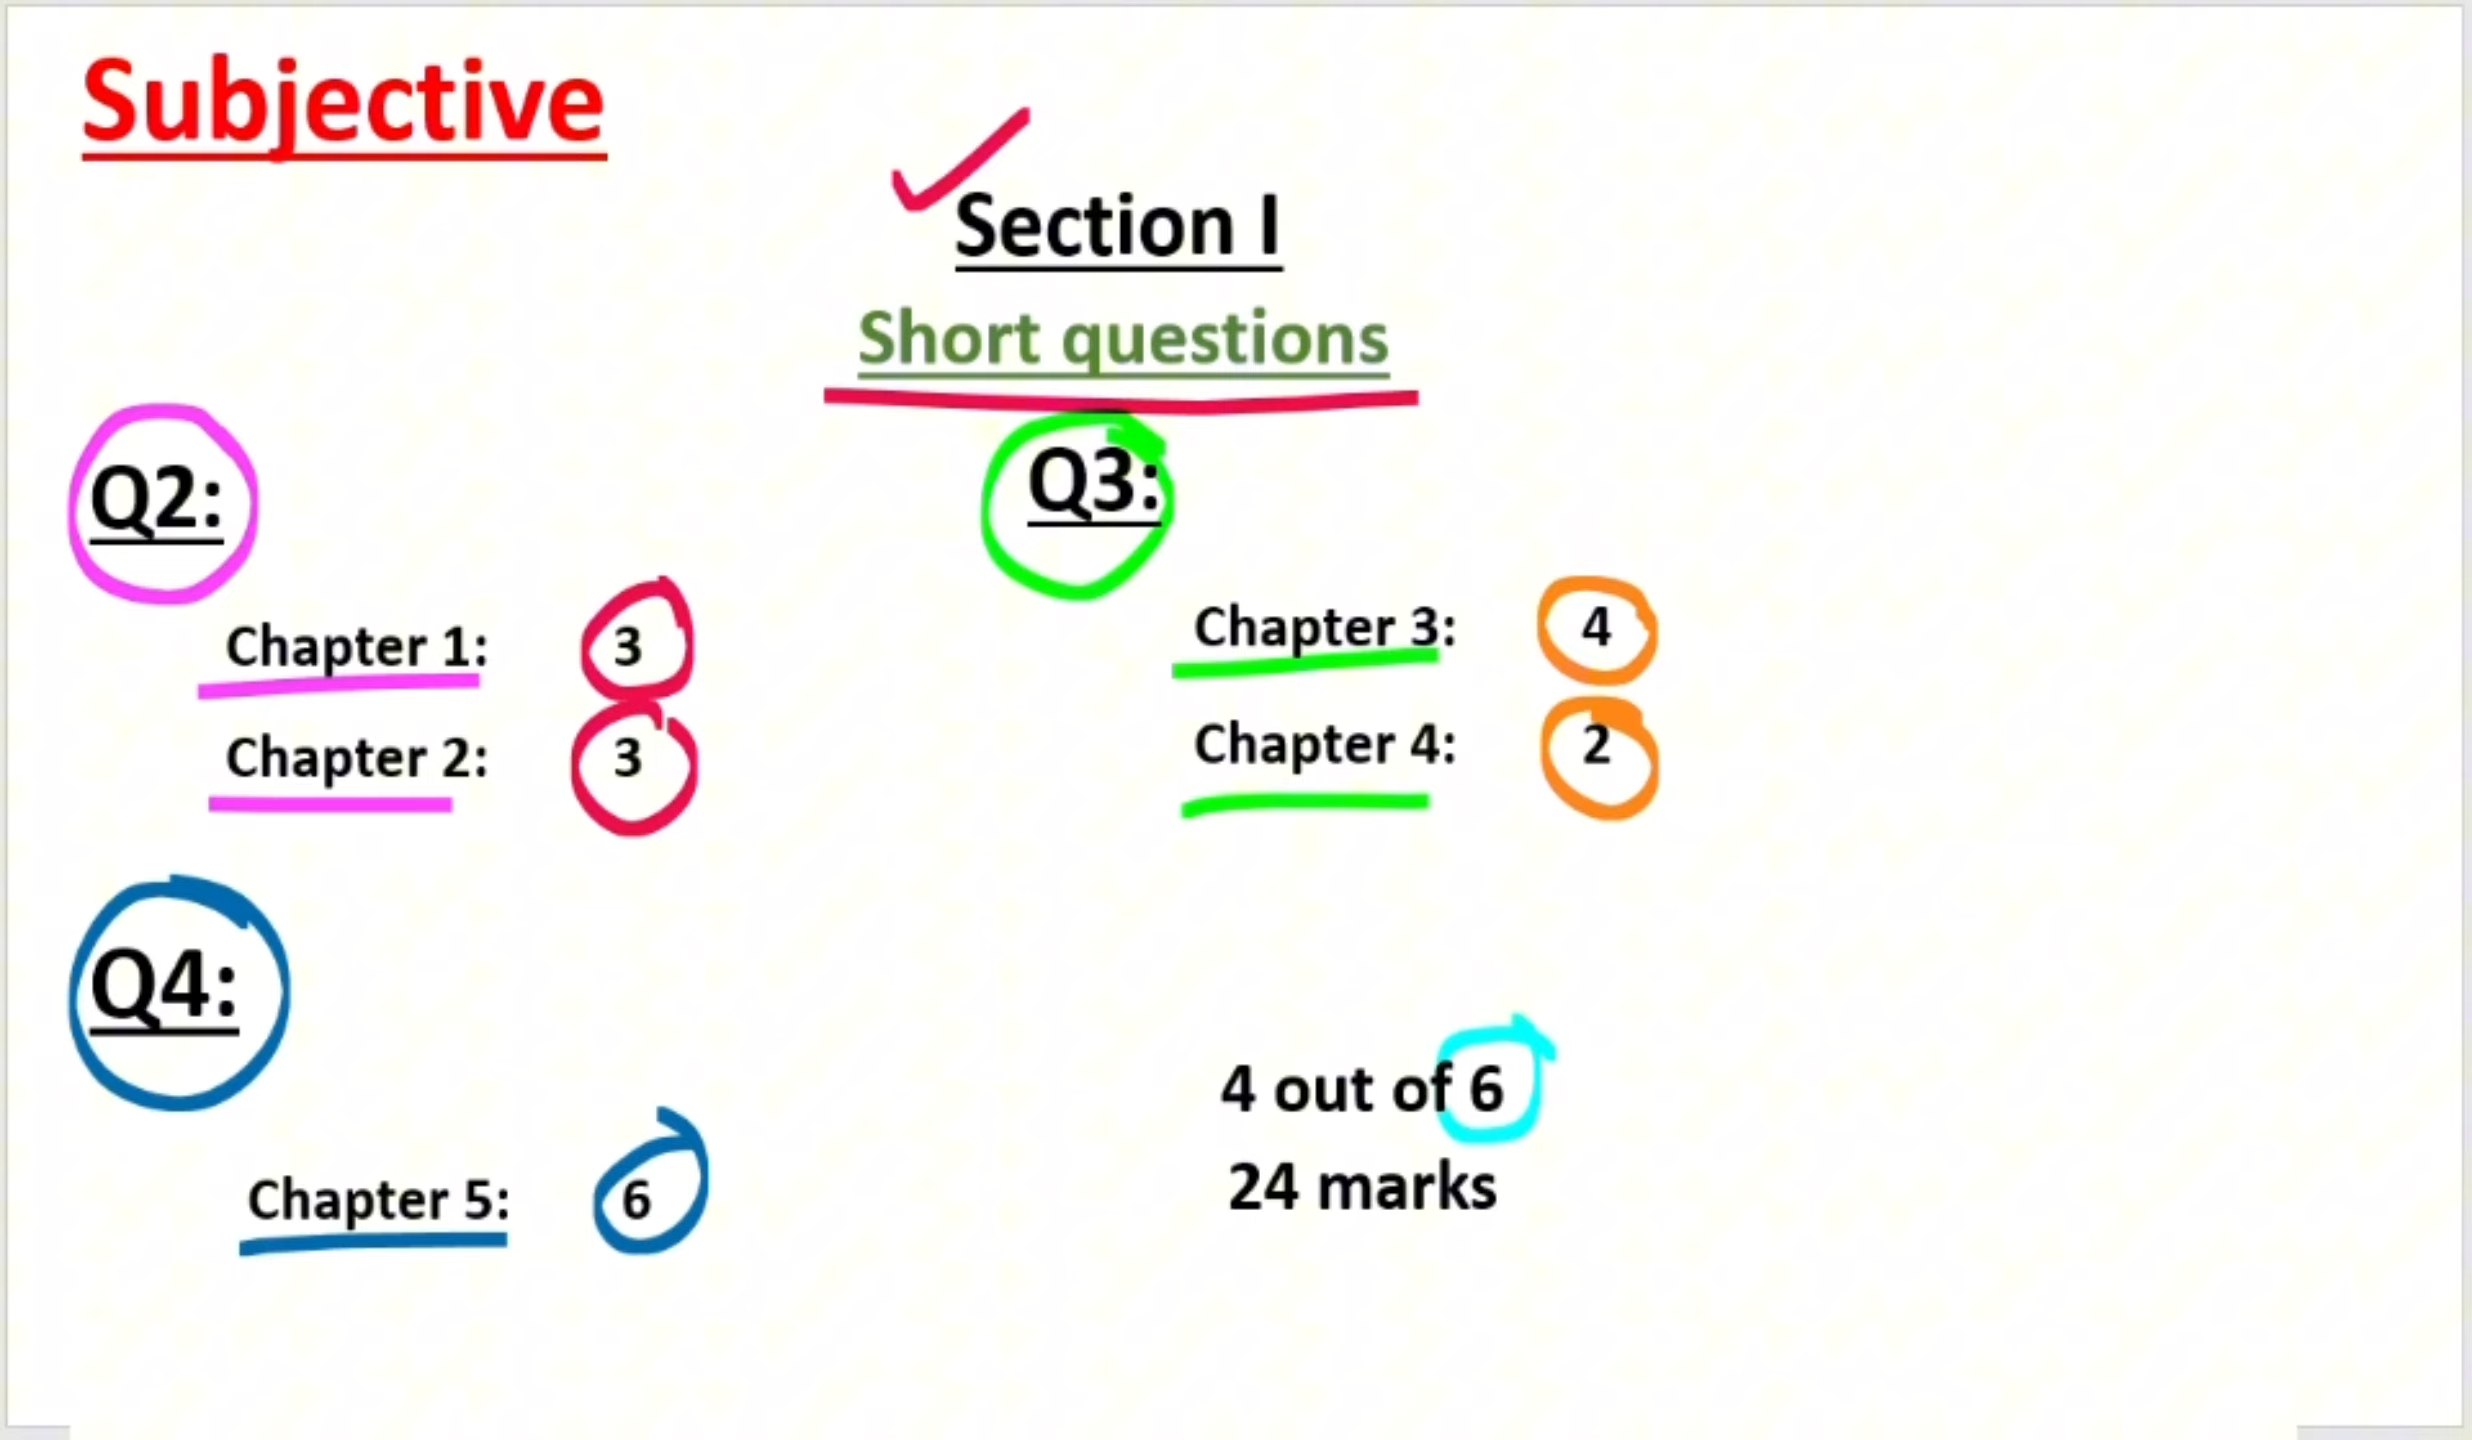 Subjective
Section I
Short questions
Q2:
Chapter 1: 3
Chapter 2: 3
Q3:
Chapter 3: 4
Chapter 4: 2
Q4:
Chapter 5: 6
4 out of 6
24 marks